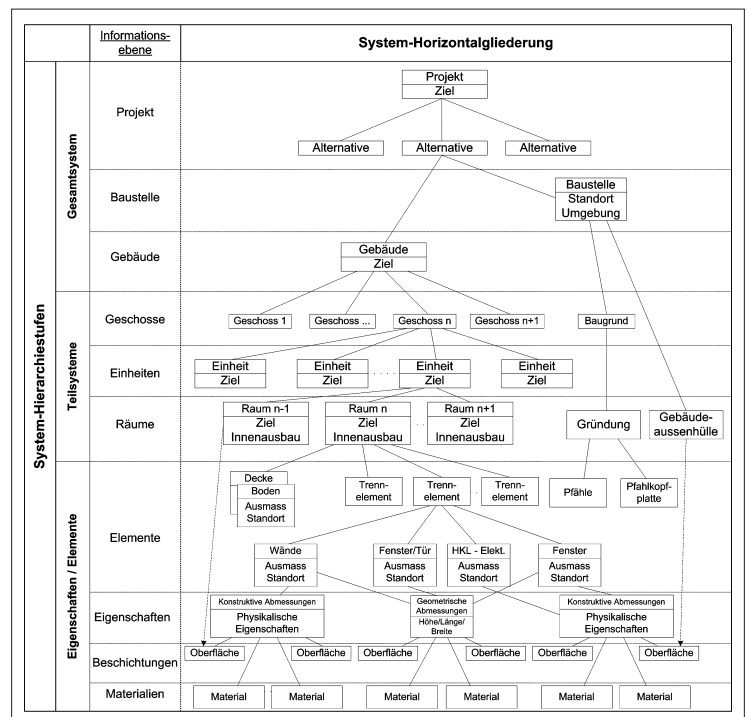 Informations-
ebene
System-Horizontalgliederung
System-Hierarchiestufen
Gesamtsystem
Projekt
Projekt
Ziel
Alternative Alternative Alternative
Baustelle
Baustelle
Standort
Umgebung
Gebäude
Gebäude
Ziel
Teilsysteme
Geschosse
Geschoss 1 Geschoss ... Geschoss n Geschoss n+1 Baugrund
Einheiten
Einheit Einheit . . . . Einheit Einheit
Ziel Ziel Ziel Ziel
Räume
Raum n-1 Raum n Raum n+1
Ziel Ziel Ziel
Innenausbau Innenausbau Innenausbau
Gründung
Gebäude-
aussenhülle
Eigenschaften / Elemente
Elemente
Decke
Boden
Ausmass
Standort
Trenn-
element
Trenn-
element
Trenn-
element
Pfähle
Pfahlkopf-
platte
Wände Fenster/Tür HKL - Elekt. Fenster
Ausmass Ausmass Ausmass Ausmass
Standort Standort Standort Standort
Eigenschaften
Konstruktive Abmessungen
Physikalische
Eigenschaften
Geometrische
Abmessungen
Höhe/Länge/
Breite
Konstruktive Abmessungen
Physikalische
Eigenschaften
Beschichtungen
Oberfläche Oberfläche Oberfläche Oberfläche Oberfläche Oberfläche
Materialien
Material Material Material Material Material Material